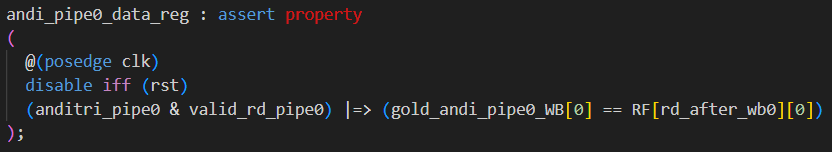 andi_pipe0_data_reg : assert property
(
@(posedge clk)
disable iff (rst)
(anditri_pipe0 & valid_rd_pipe0) |=> (gold_andi_pipe0_WB[0] == RF[rd_after_wb0][0])
);